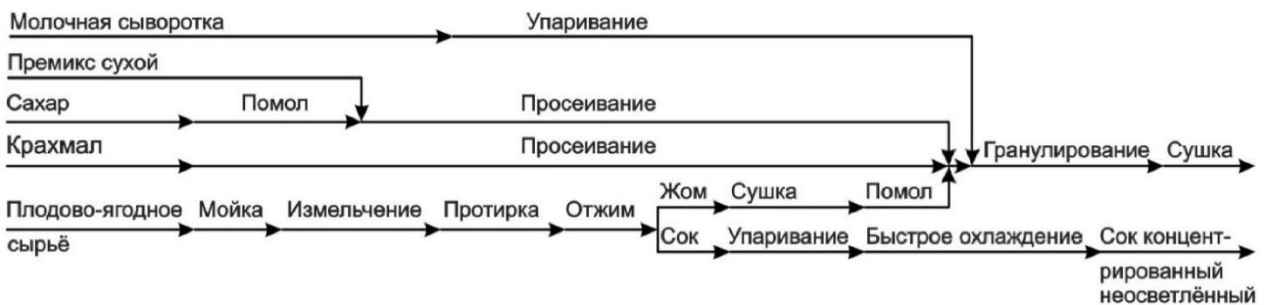 Молочная сыворотка Упаривание
Премикс сухой
Сахар Помол Просеивание
Крахмал Просеивание
Гранулирование Сушка
Жом Сушка Помол
Плодово-ягодное Мойка Измельчение Протирка Отжим
сырьё
Сок Упаривание Быстрое охлаждение Сок концент-
рированный
неосветлённый